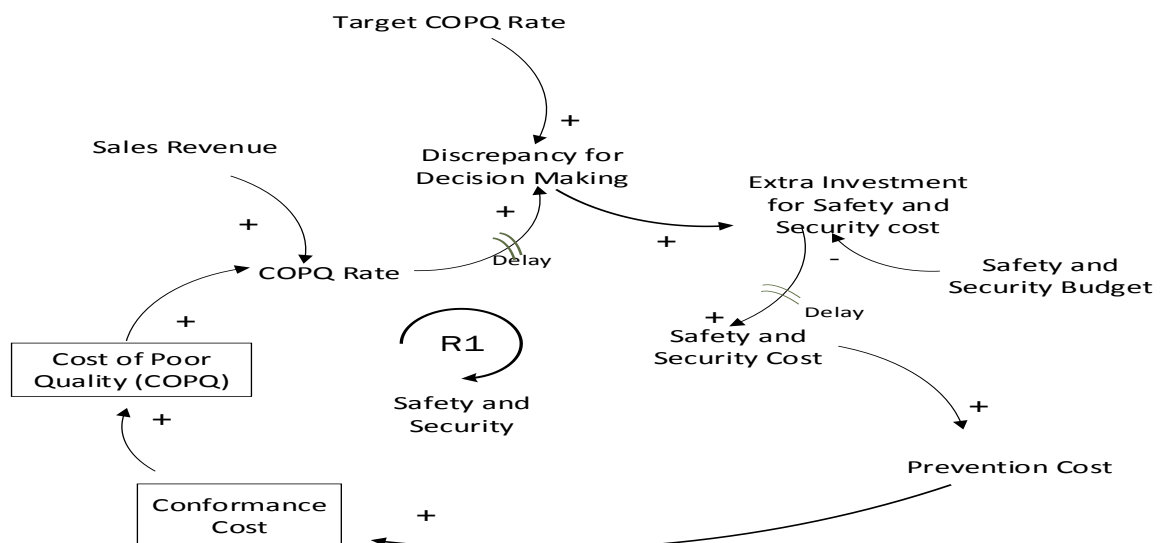 Target COPQ Rate
+
Sales Revenue
Discrepancy for
Decision Making
Extra Investment
for Safety and
Security cost
+
+
+
-
COPQ Rate
Delay
Safety and
Security Budget
+
Delay
+
R1
Safety and
Security Cost
Cost of Poor
Quality (COPQ)
Safety and
Security
+
+
Prevention Cost
Conformance
Cost
+